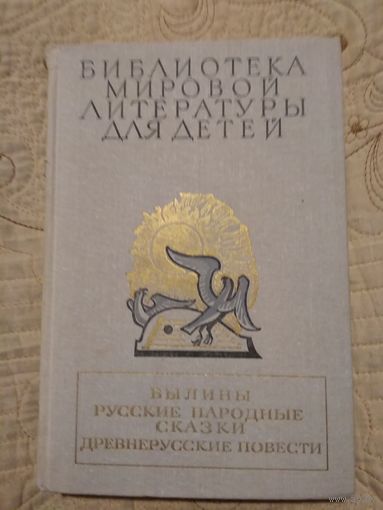 БИБЛИОТЕКА
МИРОВОЙ
ЛИТЕРАТУРЫ
ДЛЯ ДЕТЕЙ
БЫЛИНЫ
РУССКИЕ НАРОДНЫЕ
СКАЗКИ
ДРЕВНЕРУССКИЕ ПОВЕСТИ